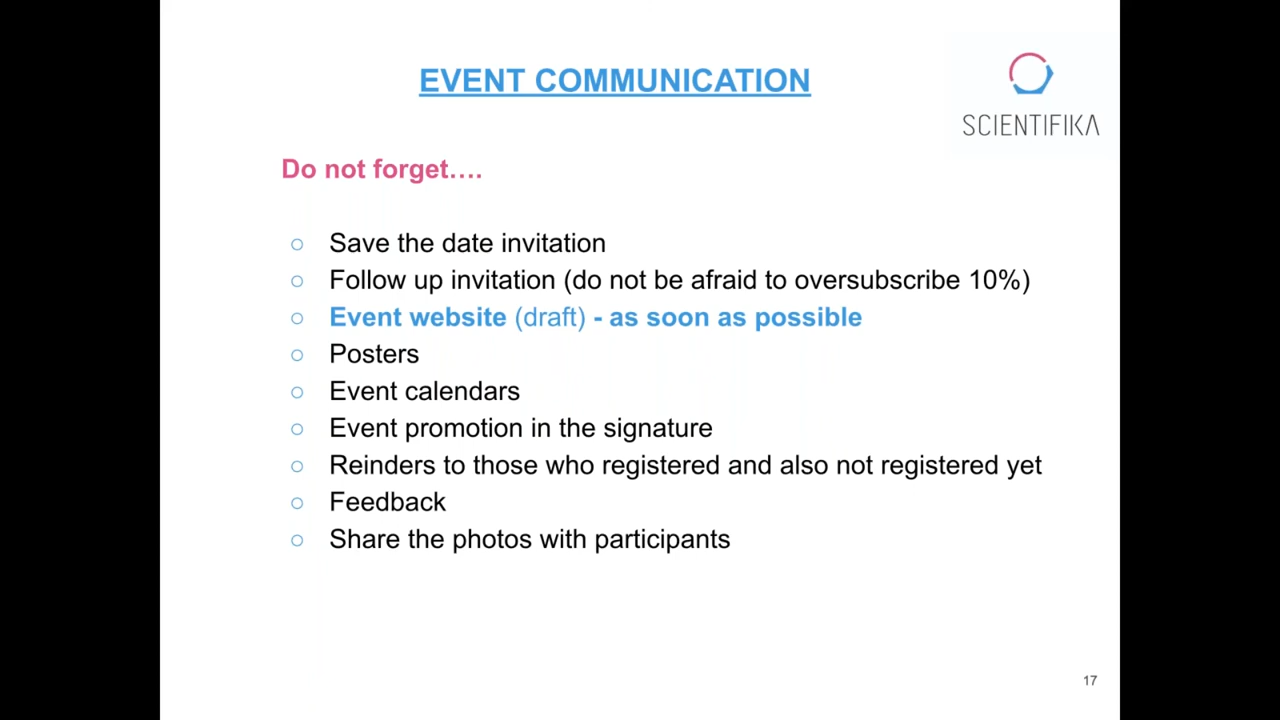 EVENT COMMUNICATION
SCIENTIFIKA
Do not forget….
○ Save the date invitation
○ Follow up invitation (do not be afraid to oversubscribe 10%)
○ Event website (draft) - as soon as possible
○ Posters
○ Event calendars
○ Event promotion in the signature
○ Reinders to those who registered and also not registered yet
○ Feedback
○ Share the photos with participants
17